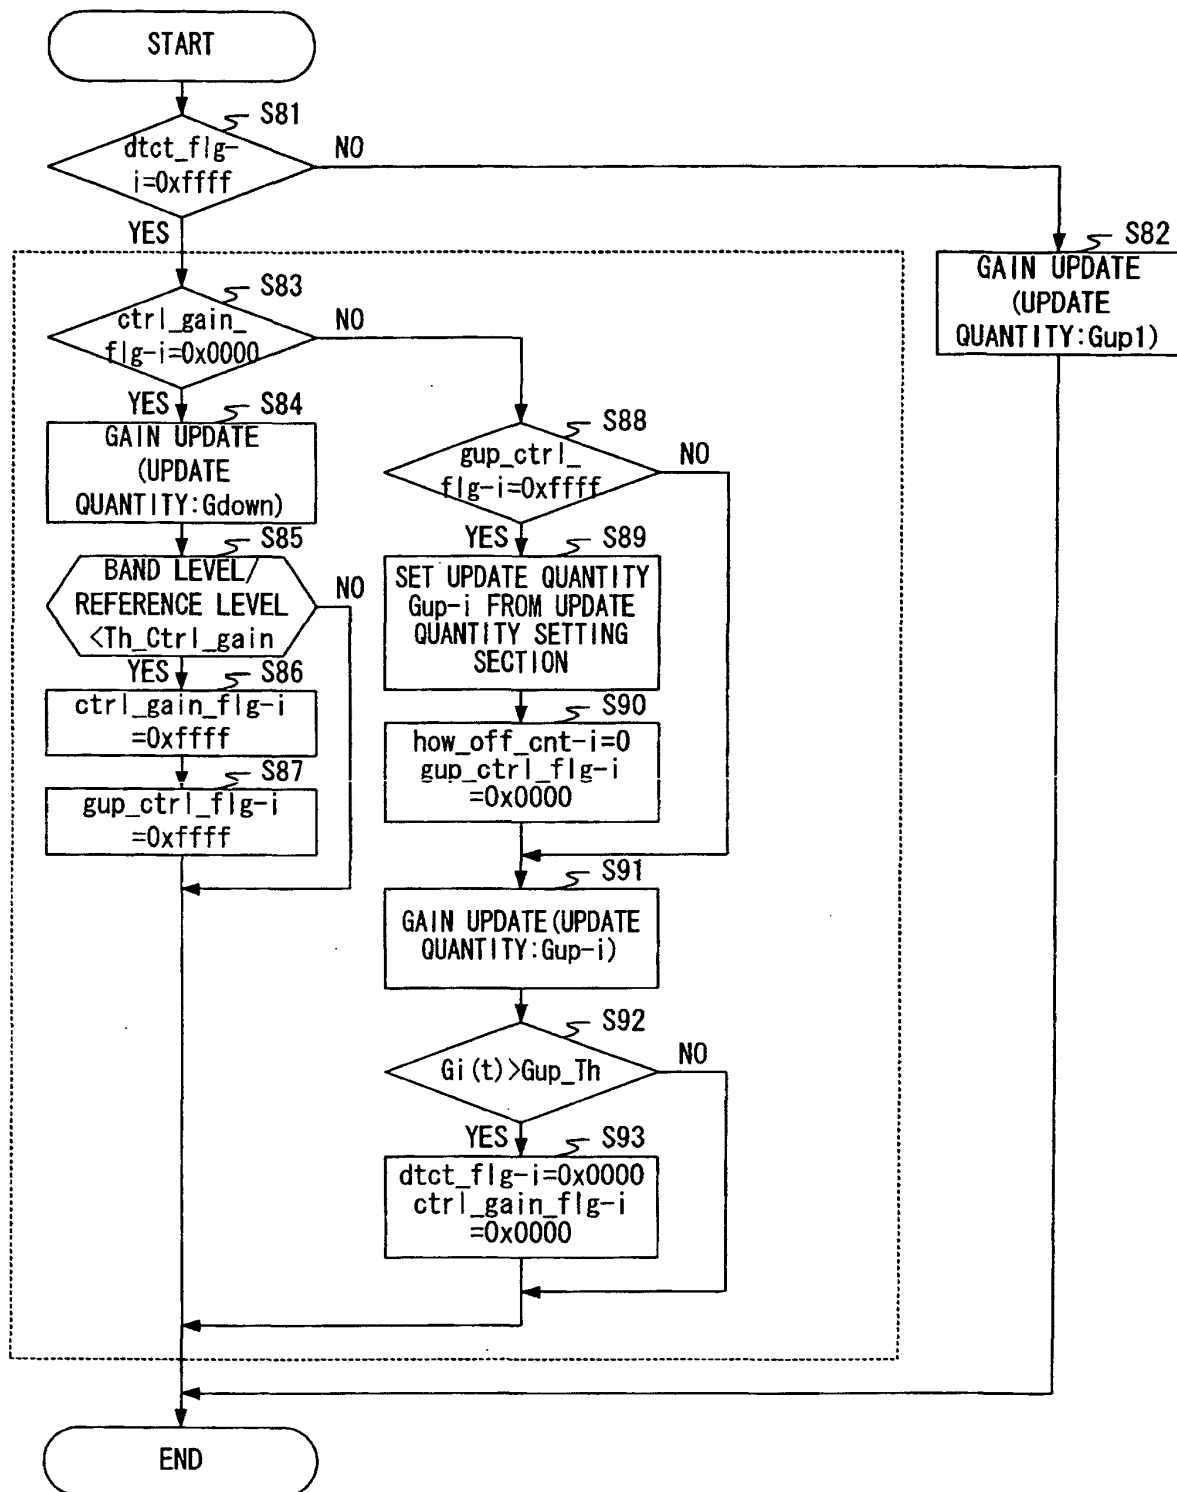 START
S81
dtct_flg-
i=0xffff
NO
YES
S82
GAIN UPDATE
(UPDATE
QUANTITY:Gup1)
S83
ctrl_gain_
flg-i=0x0000
NO
YES
S84
GAIN UPDATE
(UPDATE
QUANTITY:Gdown)
S85
BAND LEVEL/
REFERENCE LEVEL
<Th_Ctrl_gain
NO
YES
S86
ctrl_gain_flg-i
=0xffff
S87
gup_ctrl_flg-i
=0xffff
S88
gup_ctrl_
flg-i=0xffff
NO
YES
S89
SET UPDATE QUANTITY
Gup-i FROM UPDATE
QUANTITY SETTING
SECTION
S90
how_off_cnt-i=0
gup_ctrl_flg-i
=0x0000
S91
GAIN UPDATE(UPDATE
QUANTITY:Gup-i)
S92
Gi(t)>Gup_Th
NO
YES
S93
dtct_flg-i=0x0000
ctrl_gain_flg-i
=0x0000
END